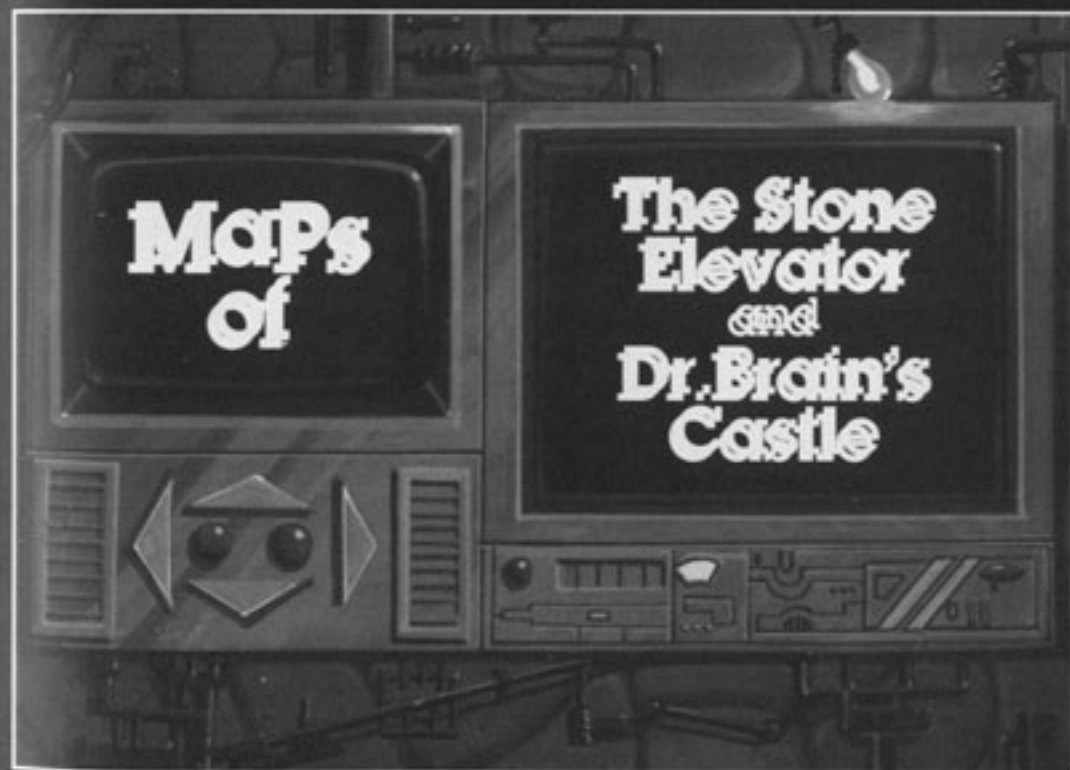 MaPs
of
The Stone
Elevator
and
Dr. Brain's
Castle